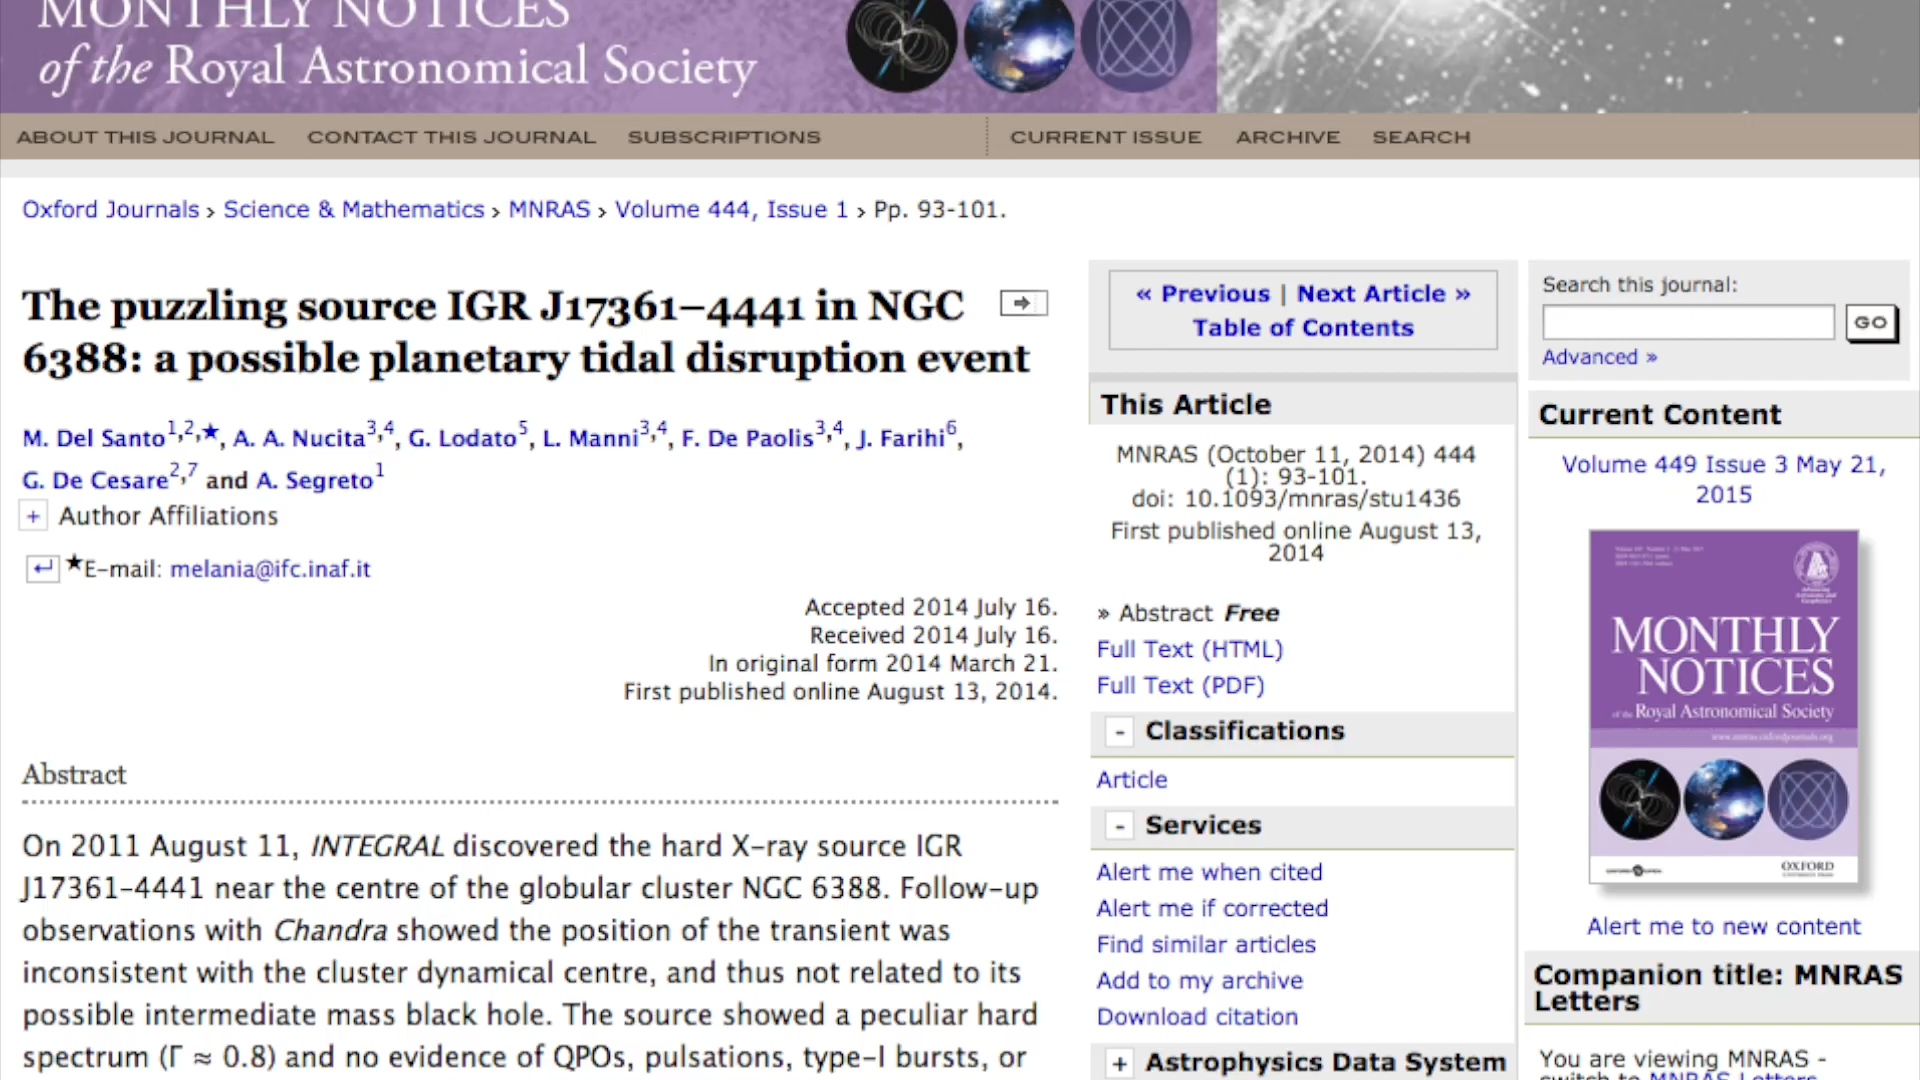 MONTHLY NOTICES
of the Royal Astronomical Society
ABOUT THIS JOURNAL CONTACT THIS JOURNAL SUBSCRIPTIONS CURRENT ISSUE ARCHIVE SEARCH
Oxford Journals > Science & Mathematics > MNRAS > Volume 444, Issue 1 > Pp. 93-101.
The puzzling source IGR J17361–4441 in NGC
6388: a possible planetary tidal disruption event
M. Del Santo1,2,★, A. A. Nucita3,4, G. Lodato5, L. Manni3,4, F. De Paolis3,4, J. Farihi6,
G. De Cesare2,7 and A. Segreto1
+ Author Affiliations
★E-mail: melania@ifc.inaf.it
Accepted 2014 July 16.
Received 2014 July 16.
In original form 2014 March 21.
First published online August 13, 2014.
Abstract
On 2011 August 11, INTEGRAL discovered the hard X-ray source IGR
J17361-4441 near the centre of the globular cluster NGC 6388. Follow-up
observations with Chandra showed the position of the transient was
inconsistent with the cluster dynamical centre, and thus not related to its
possible intermediate mass black hole. The source showed a peculiar hard
spectrum (Γ ≈ 0.8) and no evidence of QPOs, pulsations, type-I bursts, or
« Previous | Next Article »
Table of Contents
This Article
MNRAS (October 11, 2014) 444
(1): 93-101.
doi: 10.1093/mnras/stu1436
First published online August 13,
2014
» Abstract Free
Full Text (HTML)
Full Text (PDF)
- Classifications
Article
- Services
Alert me when cited
Alert me if corrected
Find similar articles
Add to my archive
Download citation
+ Astrophysics Data System
Search this journal:
GO
Advanced »
Current Content
Volume 449 Issue 3 May 21,
2015
MONTHLY
NOTICES
of the Royal Astronomical Society
www.mnras.oxfordjournals.org
OXFORD
UNIVERSITY PRESS
Alert me to new content
Companion title: MNRAS
Letters
You are viewing MNRAS -
switch to MNRAS Letters